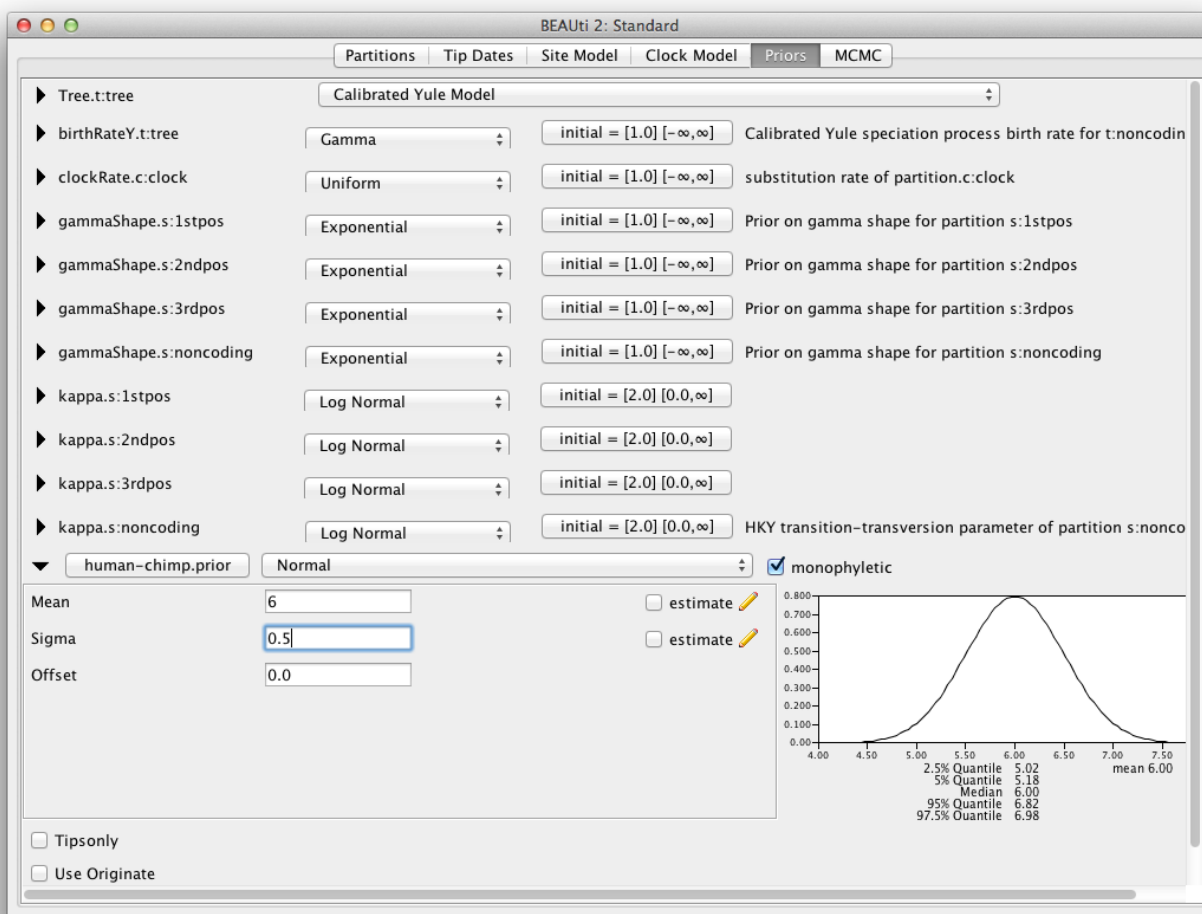 BEAUti 2: Standard
Partitions Tip Dates Site Model Clock Model Priors MCMC
Tree.t:tree Calibrated Yule Model
birthRateY.t:tree Gamma initial = [1.0] [-∞,∞] Calibrated Yule speciation process birth rate for t:noncodin
clockRate.c:clock Uniform initial = [1.0] [-∞,∞] substitution rate of partition.c:clock
gammaShape.s:1stpos Exponential initial = [1.0] [-∞,∞] Prior on gamma shape for partition s:1stpos
gammaShape.s:2ndpos Exponential initial = [1.0] [-∞,∞] Prior on gamma shape for partition s:2ndpos
gammaShape.s:3rdpos Exponential initial = [1.0] [-∞,∞] Prior on gamma shape for partition s:3rdpos
gammaShape.s:noncoding Exponential initial = [1.0] [-∞,∞] Prior on gamma shape for partition s:noncoding
kappa.s:1stpos Log Normal initial = [2.0] [0.0,∞]
kappa.s:2ndpos Log Normal initial = [2.0] [0.0,∞]
kappa.s:3rdpos Log Normal initial = [2.0] [0.0,∞]
kappa.s:noncoding Log Normal initial = [2.0] [0.0,∞] HKY transition-transversion parameter of partition s:nonco
human-chimp.prior Normal monophyletic
Mean 6 estimate
Sigma 0.5 estimate
Offset 0.0
0.800
0.700
0.600
0.500
0.400
0.300
0.200
0.100
0.00
4.00 4.50 5.00 5.50 6.00 6.50 7.00 7.50
2.5% Quantile 5.02 mean 6.00
5% Quantile 5.18
Median 6.00
95% Quantile 6.82
97.5% Quantile 6.98
Tipsonly
Use Originate